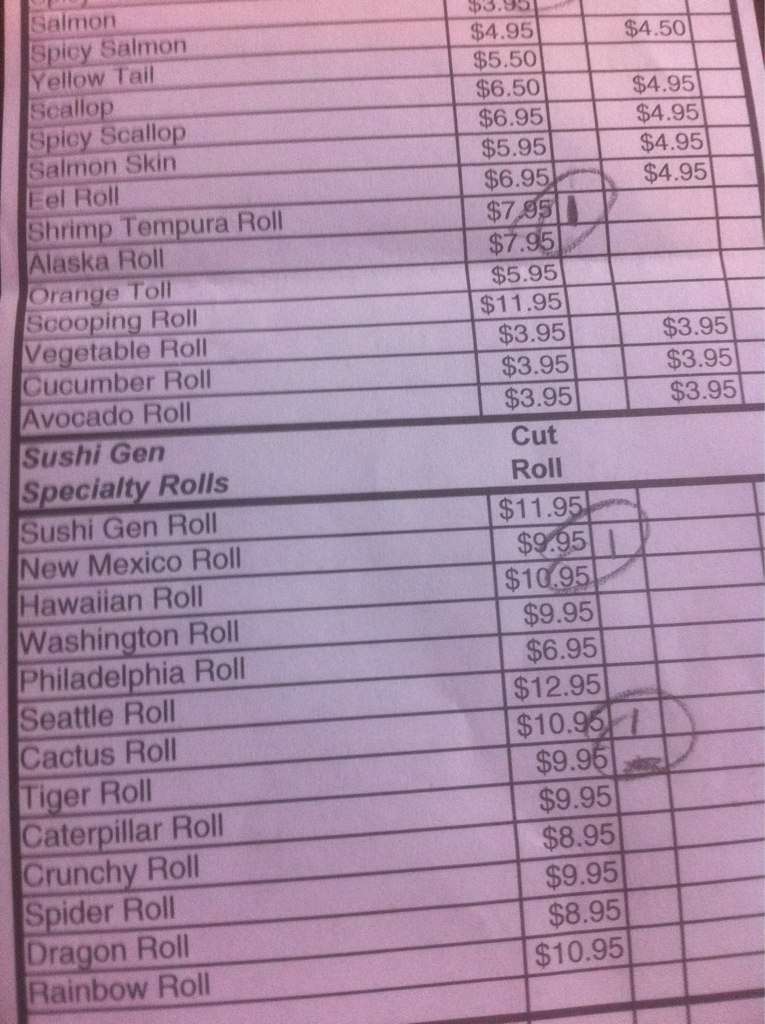 Salmon $3.95
Spicy Salmon $4.95 $4.50
Yellow Tail $5.50
Scallop $6.50 $4.95
Spicy Scallop $6.95 $4.95
Salmon Skin $5.95 $4.95
Eel Roll $6.95 $4.95
Shrimp Tempura Roll $7.95 1
Alaska Roll $7.95
Orange Toll $5.95
Scooping Roll $11.95
Vegetable Roll $3.95 $3.95
Cucumber Roll $3.95 $3.95
Avocado Roll $3.95 $3.95
Sushi Gen Cut
Specialty Rolls Roll
Sushi Gen Roll $11.95
New Mexico Roll $9.95 1
Hawaiian Roll $10.95
Washington Roll $9.95
Philadelphia Roll $6.95
Seattle Roll $12.95
Cactus Roll $10.95 1
Tiger Roll $9.95
Caterpillar Roll $9.95
Crunchy Roll $8.95
Spider Roll $9.95
Dragon Roll $8.95
Rainbow Roll $10.95